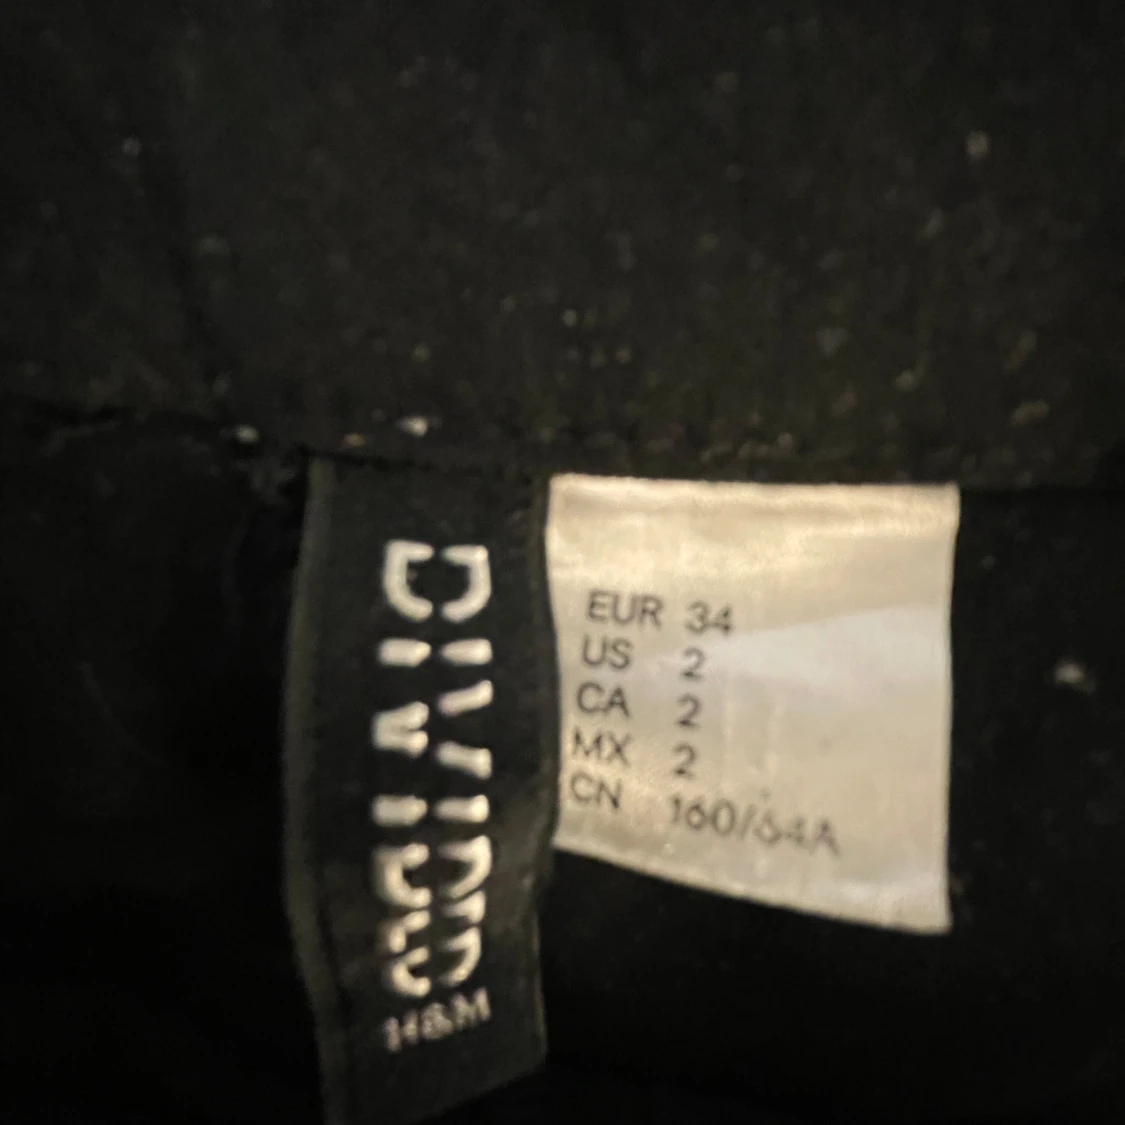 DIVIDED
H&M
EUR 34
US 2
CA 2
MX 2
CN 160/64A